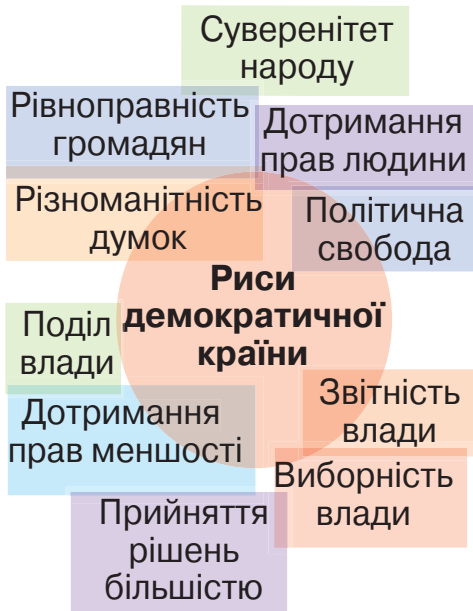 Суверенітет
народу
Рівноправність
громадян
Дотримання
прав людини
Різноманітність
думок
Політична
свобода
Риси
демократичної
країни
Поділ
влади
Звітність
влади
Дотримання
прав меншості
Виборність
влади
Прийняття
рішень
більшістю